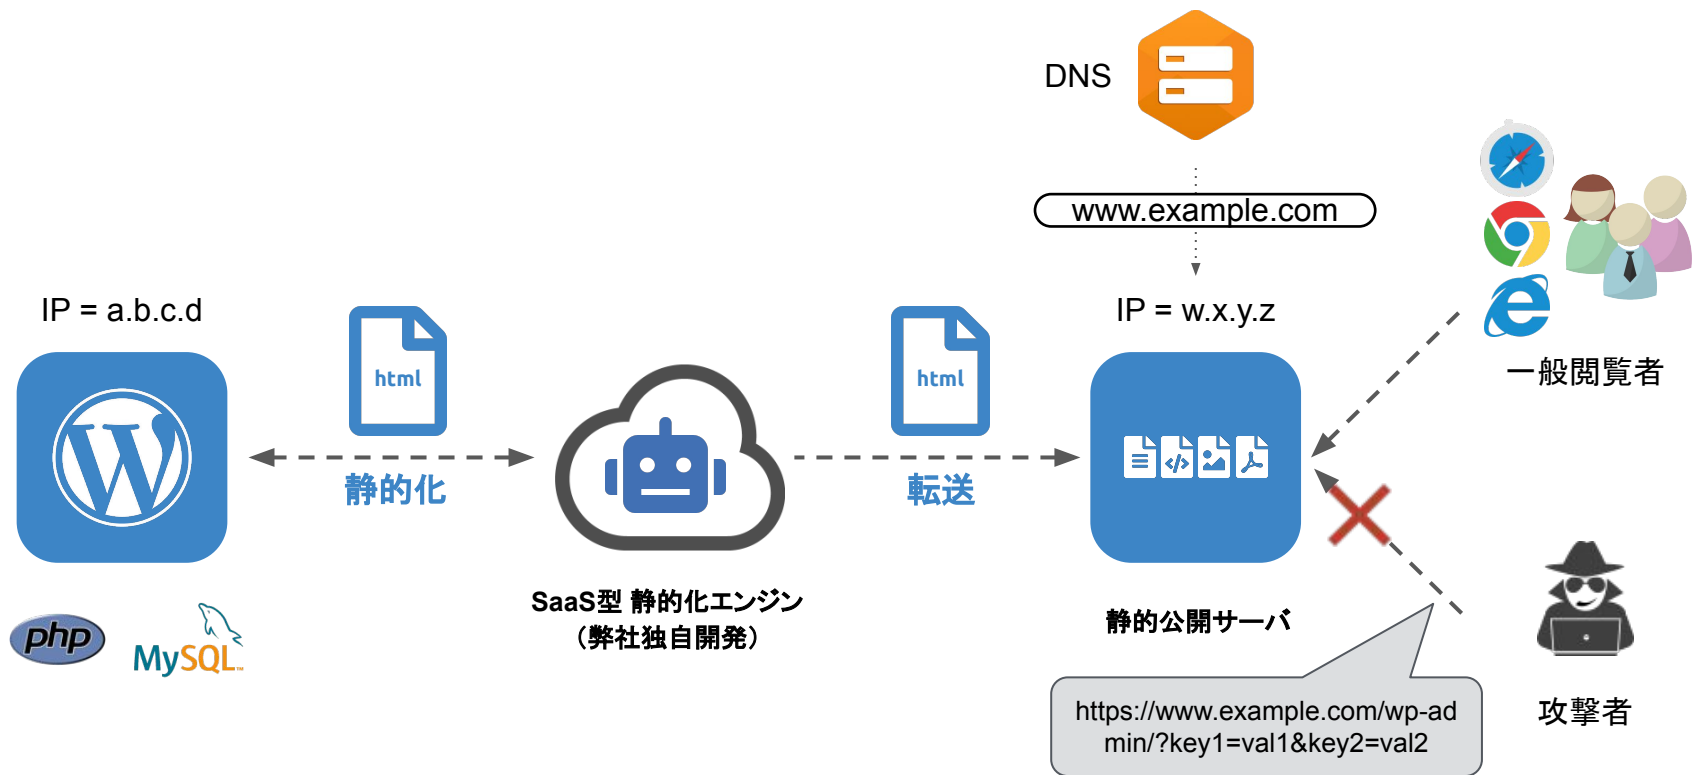 DNS
www.example.com
IP = a.b.c.d
IP = w.x.y.z
html
html
一般閲覧者
静的化
転送
SaaS型 静的化エンジン
（弊社独自開発）
静的公開サーバ
php
MySQL
TM
https://www.example.com/wp-ad
min/?key1=val1&key2=val2
攻撃者